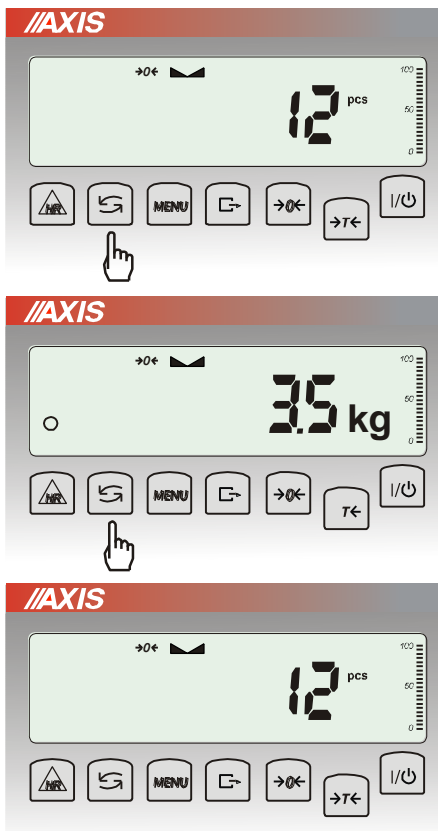 //AXIS
→0←
100
12 pcs
50
0
HR
MENU
→0←
→T←
I/⏻
//AXIS
→0←
100
3.5 kg
50
0
HR
MENU
→0←
T←
I/⏻
//AXIS
→0←
100
12 pcs
50
0
HR
MENU
→0←
→T←
I/⏻